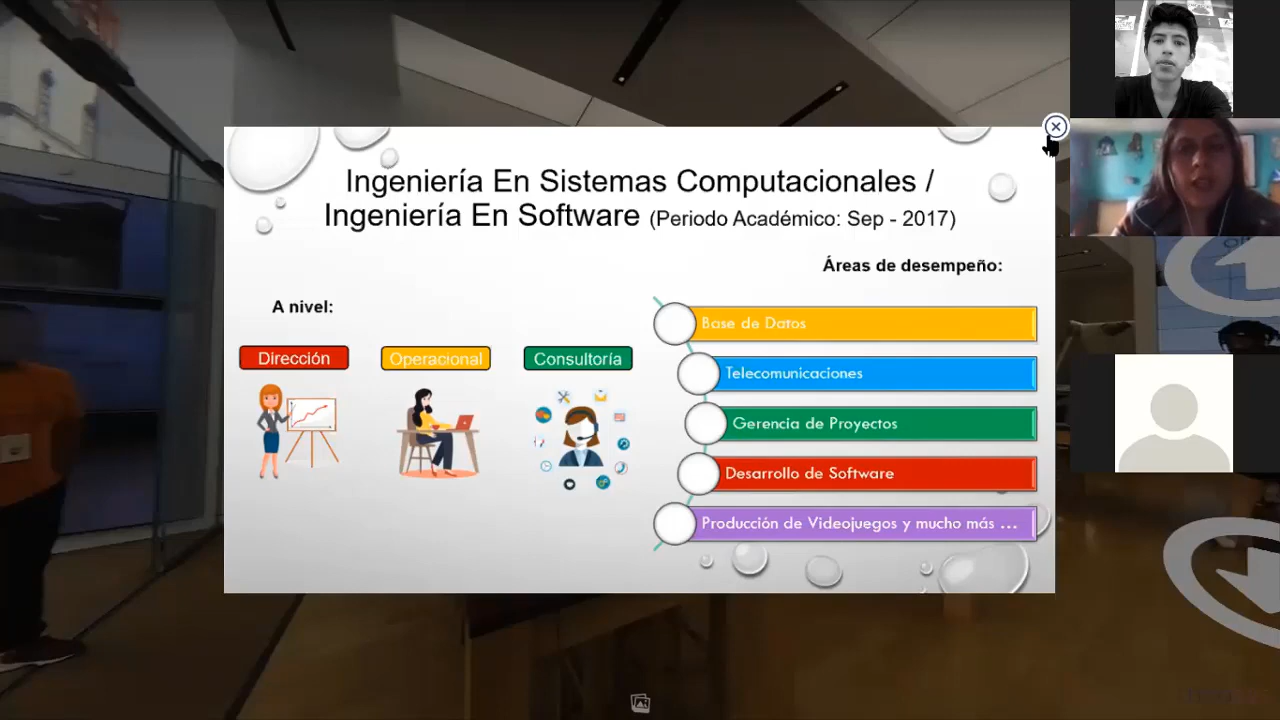 Ingeniería En Sistemas Computacionales /
Ingeniería En Software (Periodo Académico: Sep - 2017)
Áreas de desempeño:
A nivel:
Dirección
Operacional
Consultoría
Base de Datos
Telecomunicaciones
Gerencia de Proyectos
Desarrollo de Software
Producción de Videojuegos y mucho más ...